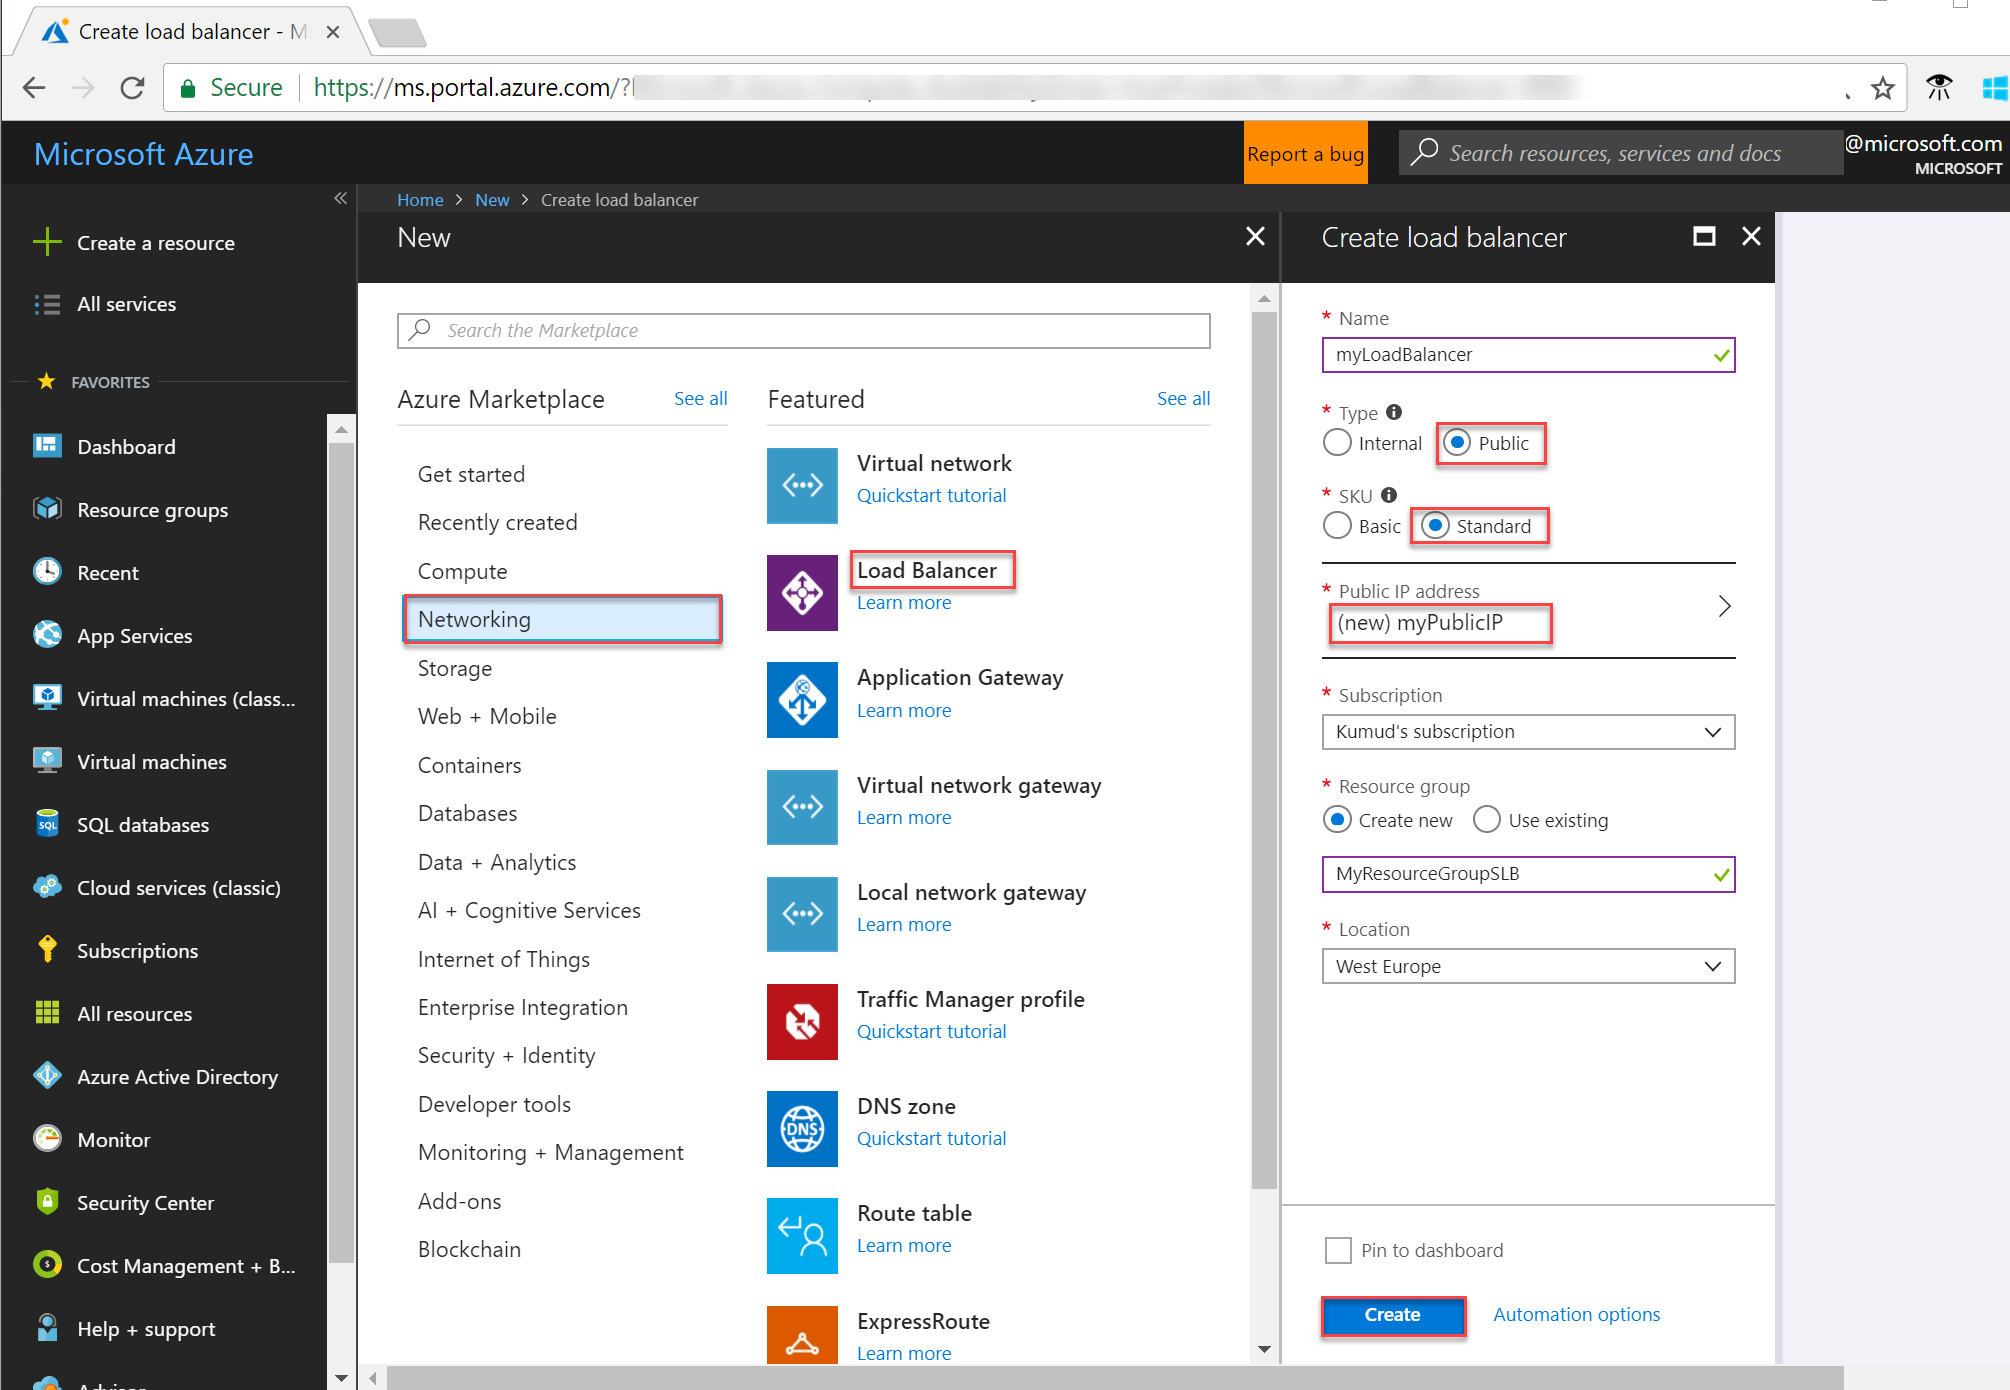 Create load balancer - M
Secure
https://ms.portal.azure.com/?
Microsoft Azure
Report a bug
Search resources, services and docs
@microsoft.com
MICROSOFT
Create a resource
All services
FAVORITES
Dashboard
Resource groups
Recent
App Services
Virtual machines (class...
Virtual machines
SQL
SQL databases
Cloud services (classic)
Subscriptions
All resources
Azure Active Directory
Monitor
Security Center
Cost Management + B...
Help + support
Advisor
Home > New > Create load balancer
New
Search the Marketplace
Azure Marketplace
See all
Get started
Recently created
Compute
Networking
Storage
Web + Mobile
Containers
Databases
Data + Analytics
AI + Cognitive Services
Internet of Things
Enterprise Integration
Security + Identity
Developer tools
Monitoring + Management
Add-ons
Blockchain
Featured
See all
Virtual network
Quickstart tutorial
Load Balancer
Learn more
Application Gateway
Learn more
Virtual network gateway
Learn more
Local network gateway
Learn more
Traffic Manager profile
Quickstart tutorial
DNS
DNS zone
Quickstart tutorial
Route table
Learn more
ExpressRoute
Learn more
Create load balancer
* Name
myLoadBalancer
* Type
Internal
Public
* SKU
Basic
Standard
* Public IP address
(new) myPublicIP
* Subscription
Kumud's subscription
* Resource group
Create new
Use existing
MyResourceGroupSLB
* Location
West Europe
Pin to dashboard
Create
Automation options